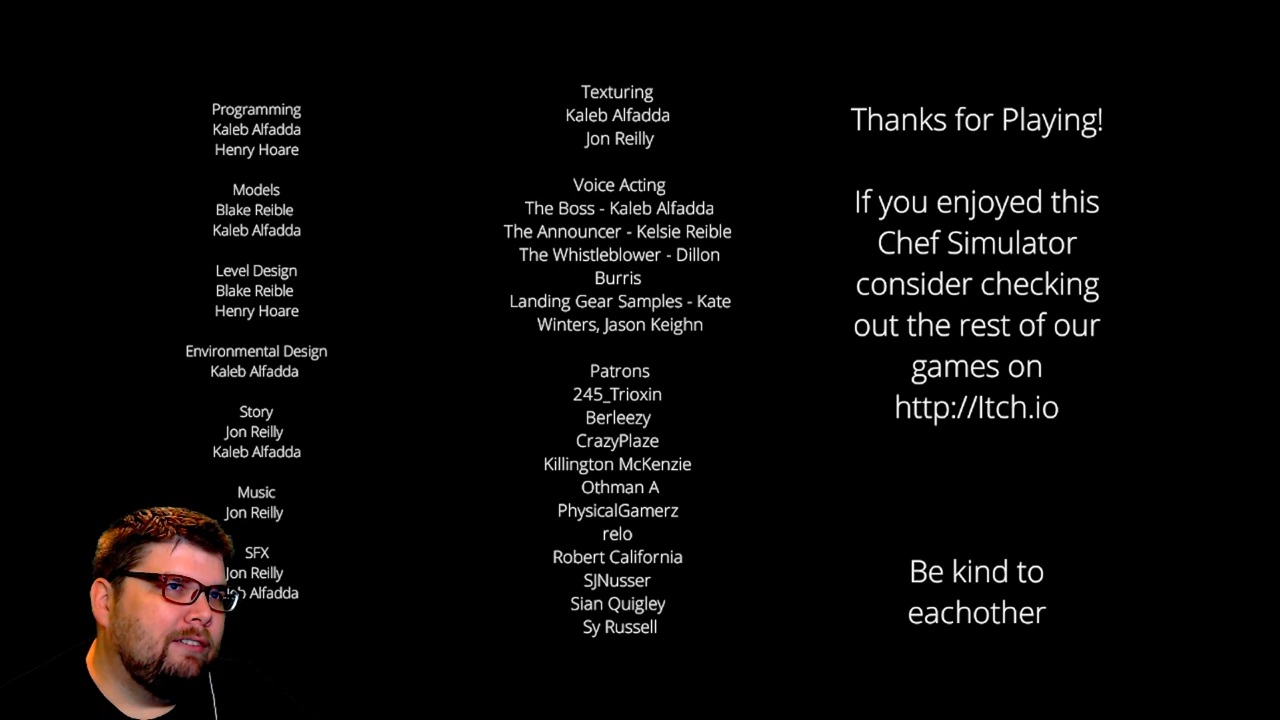 Programming
Kaleb Alfadda
Henry Hoare
Models
Blake Reible
Kaleb Alfadda
Level Design
Blake Reible
Henry Hoare
Environmental Design
Kaleb Alfadda
Story
Jon Reilly
Kaleb Alfadda
Music
Jon Reilly
SFX
Jon Reilly
Alfadda
Texturing
Kaleb Alfadda
Jon Reilly
Voice Acting
The Boss - Kaleb Alfadda
The Announcer - Kelsie Reible
The Whistleblower - Dillon
Burris
Landing Gear Samples - Kate
Winters, Jason Keighn
Patrons
245_Trioxin
Berleezy
CrazyPlaze
Killington McKenzie
Othman A
PhysicalGamerz
relo
Robert California
SJNusser
Sian Quigley
Sy Russell
Thanks for Playing!
If you enjoyed this
Chef Simulator
consider checking
out the rest of our
games on
http://Itch.io
Be kind to
eachother